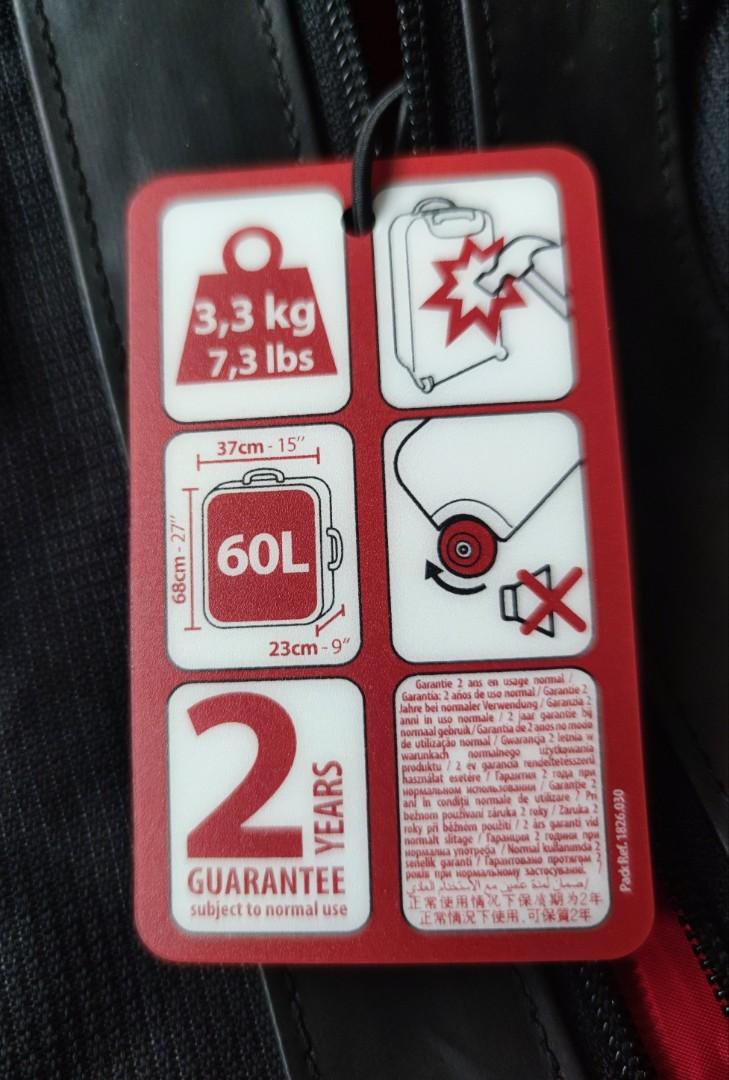 3,3 kg
7,3 lbs
37cm - 15″
68cm - 27″
60L
23cm - 9″
2
YEARS
GUARANTEE
subject to normal use
Garantie 2 ans en usage normal /
Garantia: 2 años de uso normal / Garantie 2
Jahre bei normaler Verwendung / Garanzia 2
anni in uso normale / 2 jaar garantie bij
normaal gebruik / Garantia de 2 anos no modo
de utilização normal / Gwarancja 2 letnia w
warunkach normalnego użytkowania
produktu / 2 ev garancia rendeltetésszerű
használat esetére / Гарантия 2 года при
нормальном использовании / Garanție 2
ani în condiții normale de utilizare / Pri
bežnom používaní záruka 2 roky / Záruka 2
roky při běžném použití / 2 års garanti vid
normalt slitage / Гаранция 2 години при
нормална употреба / Normal kullanımda 2
senelik garanti / Гарантовано протягом 2
років при нормальному застосуванні. /
正常使用情况下保用期为2年
正常情況下使用,可保質2年
Pack Ref. 1826.930